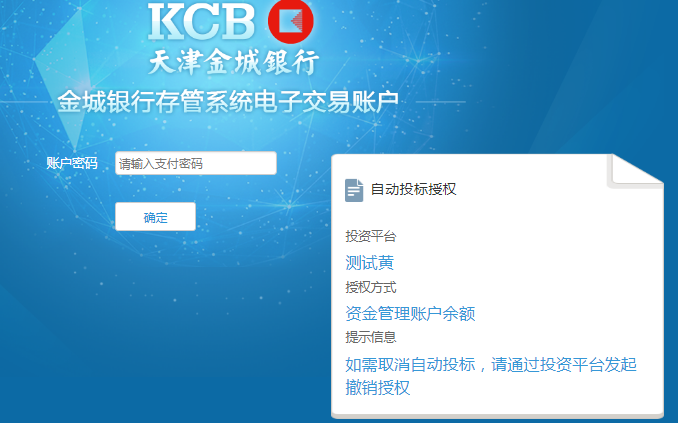 KCB
天津金城银行
金城银行存管系统电子交易账户
账户密码 请输入支付密码
确定
自动投标授权
投资平台
测试黄
授权方式
资金管理账户余额
提示信息
如需取消自动投标，请通过投资平台发起
撤销授权